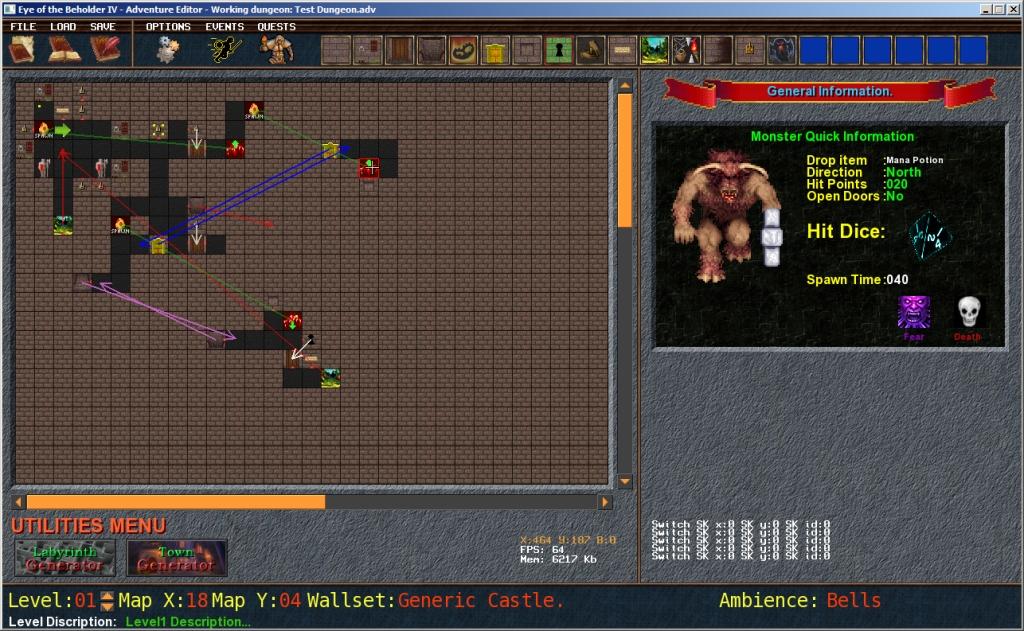 Eye of the Beholder IV - Adventure Editor - Working dungeon: Test Dungeon.adv
FILE LOAD SAVE OPTIONS EVENTS QUESTS
General Information.
Monster Quick Information
Drop item :Mana Potion
Direction :North
Hit Points :020
Open Doors :No
Hit Dice:
Spawn Time :040
Fear Death
SPAWN
SPAWN
SPAWN
UTILITIES MENU
Labyrinth Generator
Town Generator
X:464 Y:187 B:0
FPS: 64
Mem: 6217 Kb
Switch SK x:0 SK y:0 SK id:0
Switch SK x:0 SK y:0 SK id:0
Switch SK x:0 SK y:0 SK id:0
Switch SK x:0 SK y:0 SK id:0
Switch SK x:0 SK y:0 SK id:0
Level:01 Map X:18 Map Y:04 Wallset:Generic Castle. Ambience: Bells
Level Discription: Level1 Description...